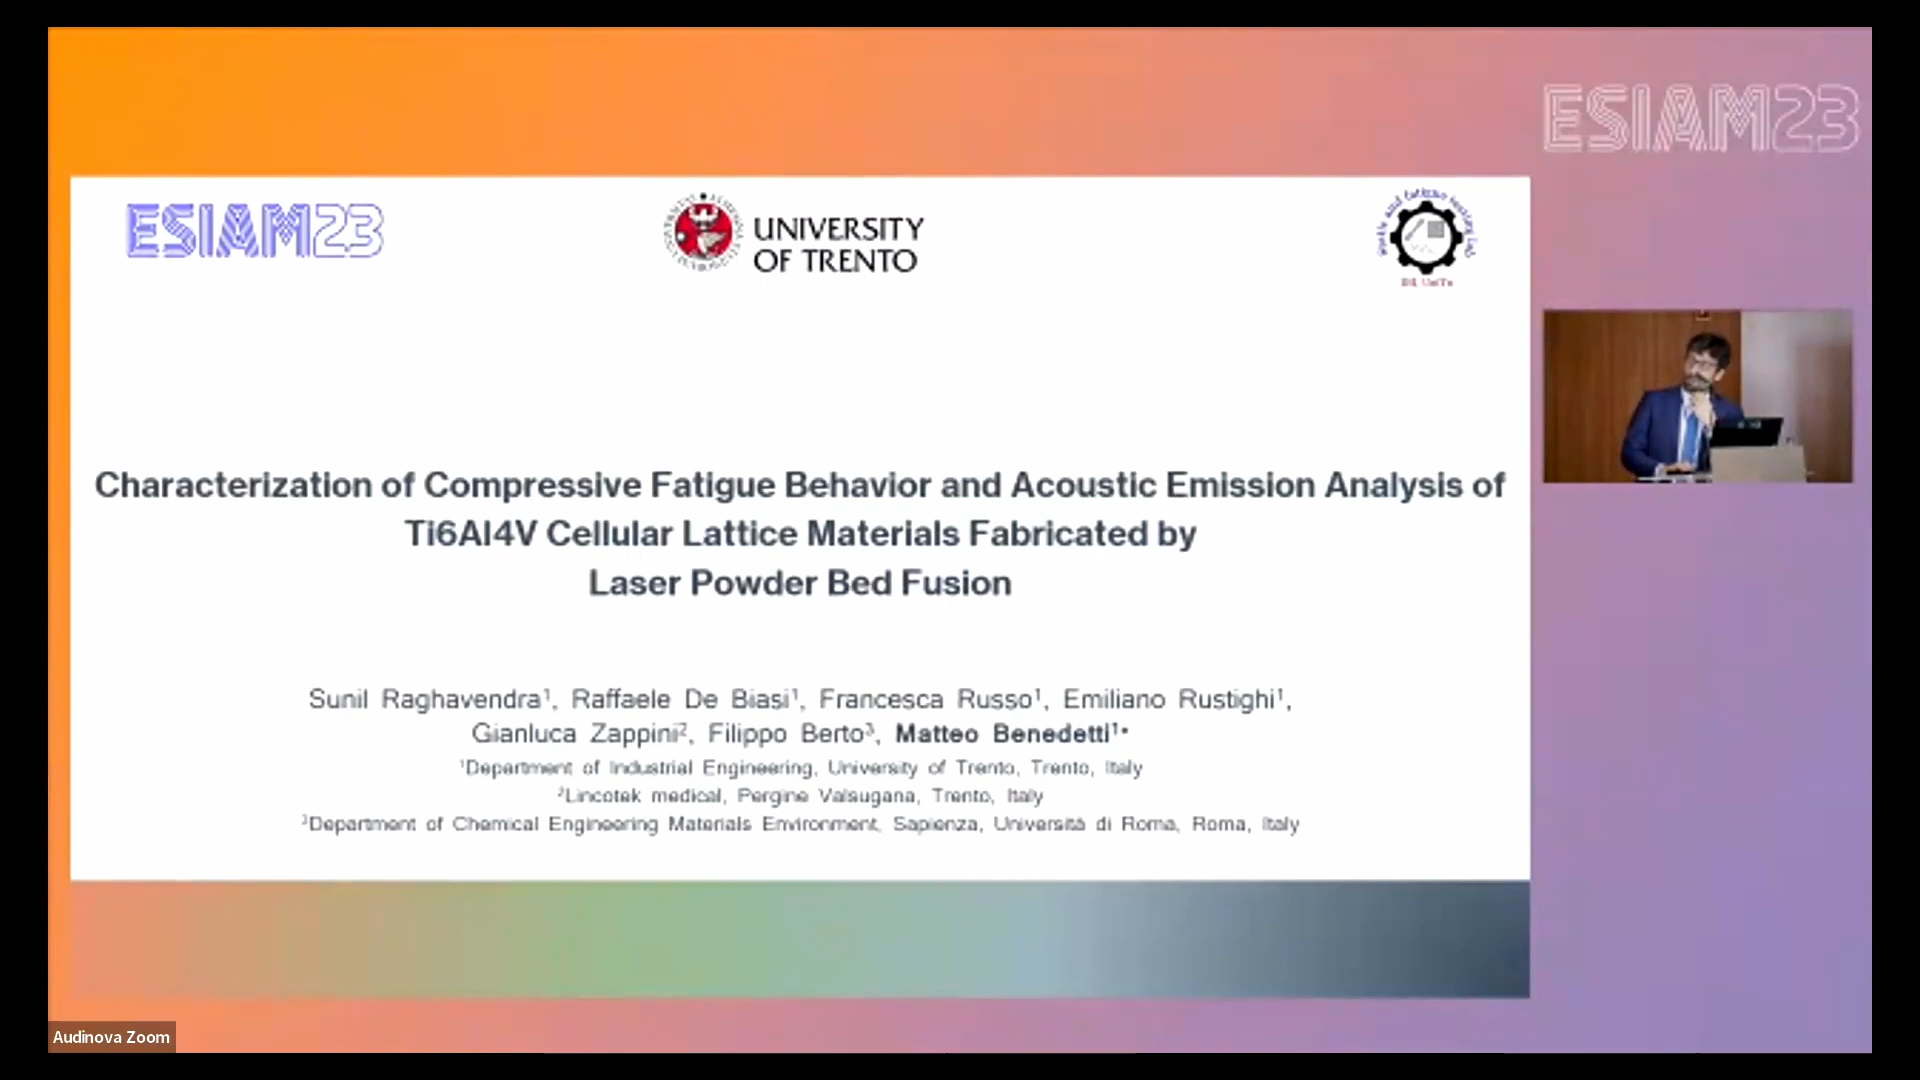 ESIAM23
ESIAM23
UNIVERSITY
OF TRENTO
Characterization of Compressive Fatigue Behavior and Acoustic Emission Analysis of
Ti6Al4V Cellular Lattice Materials Fabricated by
Laser Powder Bed Fusion
Sunil Raghavendra¹, Raffaele De Biasi¹, Francesca Russo¹, Emiliano Rustighi¹,
Gianluca Zappini², Filippo Berto³, Matteo Benedetti¹*
¹Department of Industrial Engineering, University of Trento, Trento, Italy
²Lincotek medical, Pergine Valsugana, Trento, Italy
³Department of Chemical Engineering Materials Environment, Sapienza, Università di Roma, Roma, Italy
Audinova Zoom